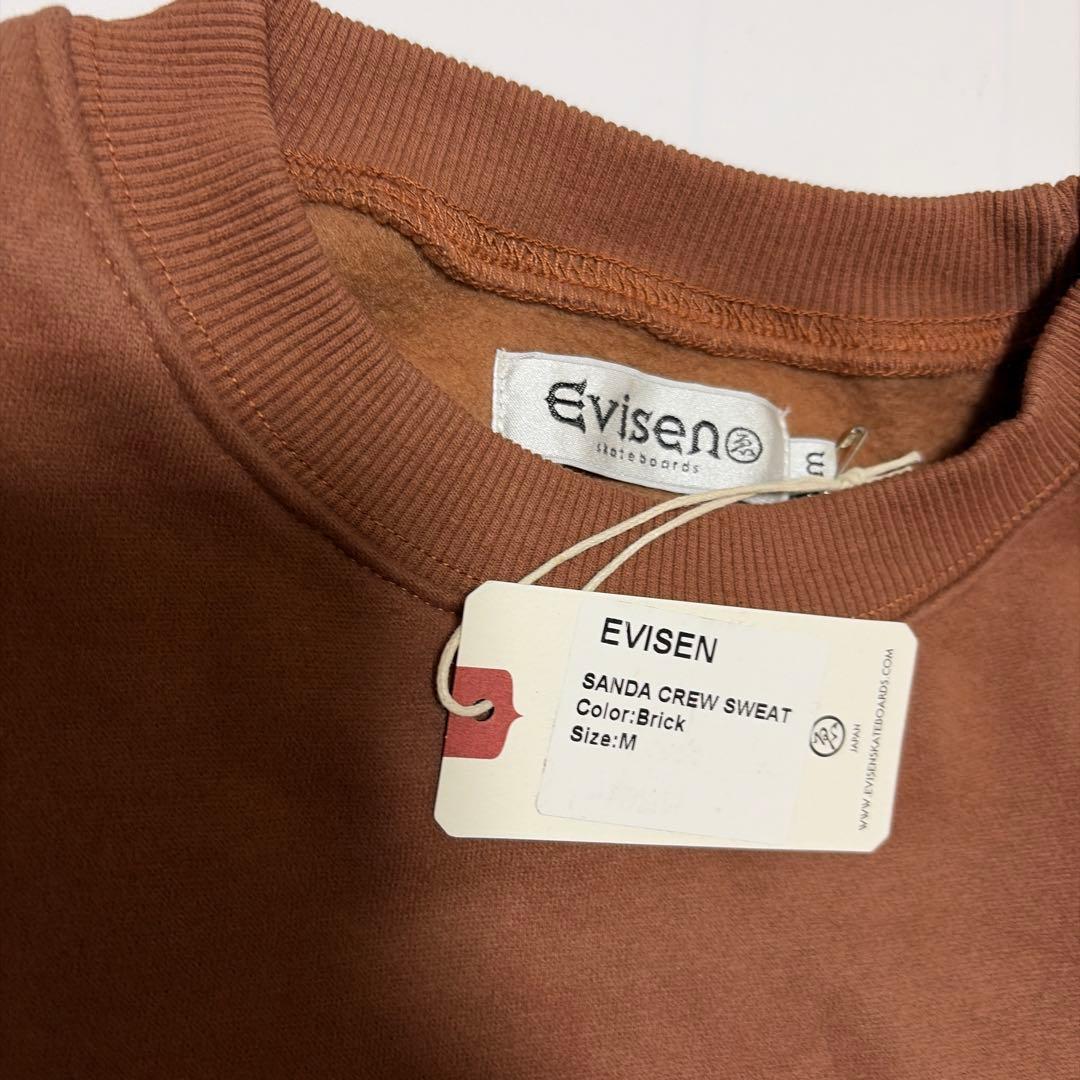 Evisen
skateboards
m
EVISEN
SANDA CREW SWEAT
Color:Brick
Size:M
JAPAN
WWW.EVISENSKATEBOARDS.COM